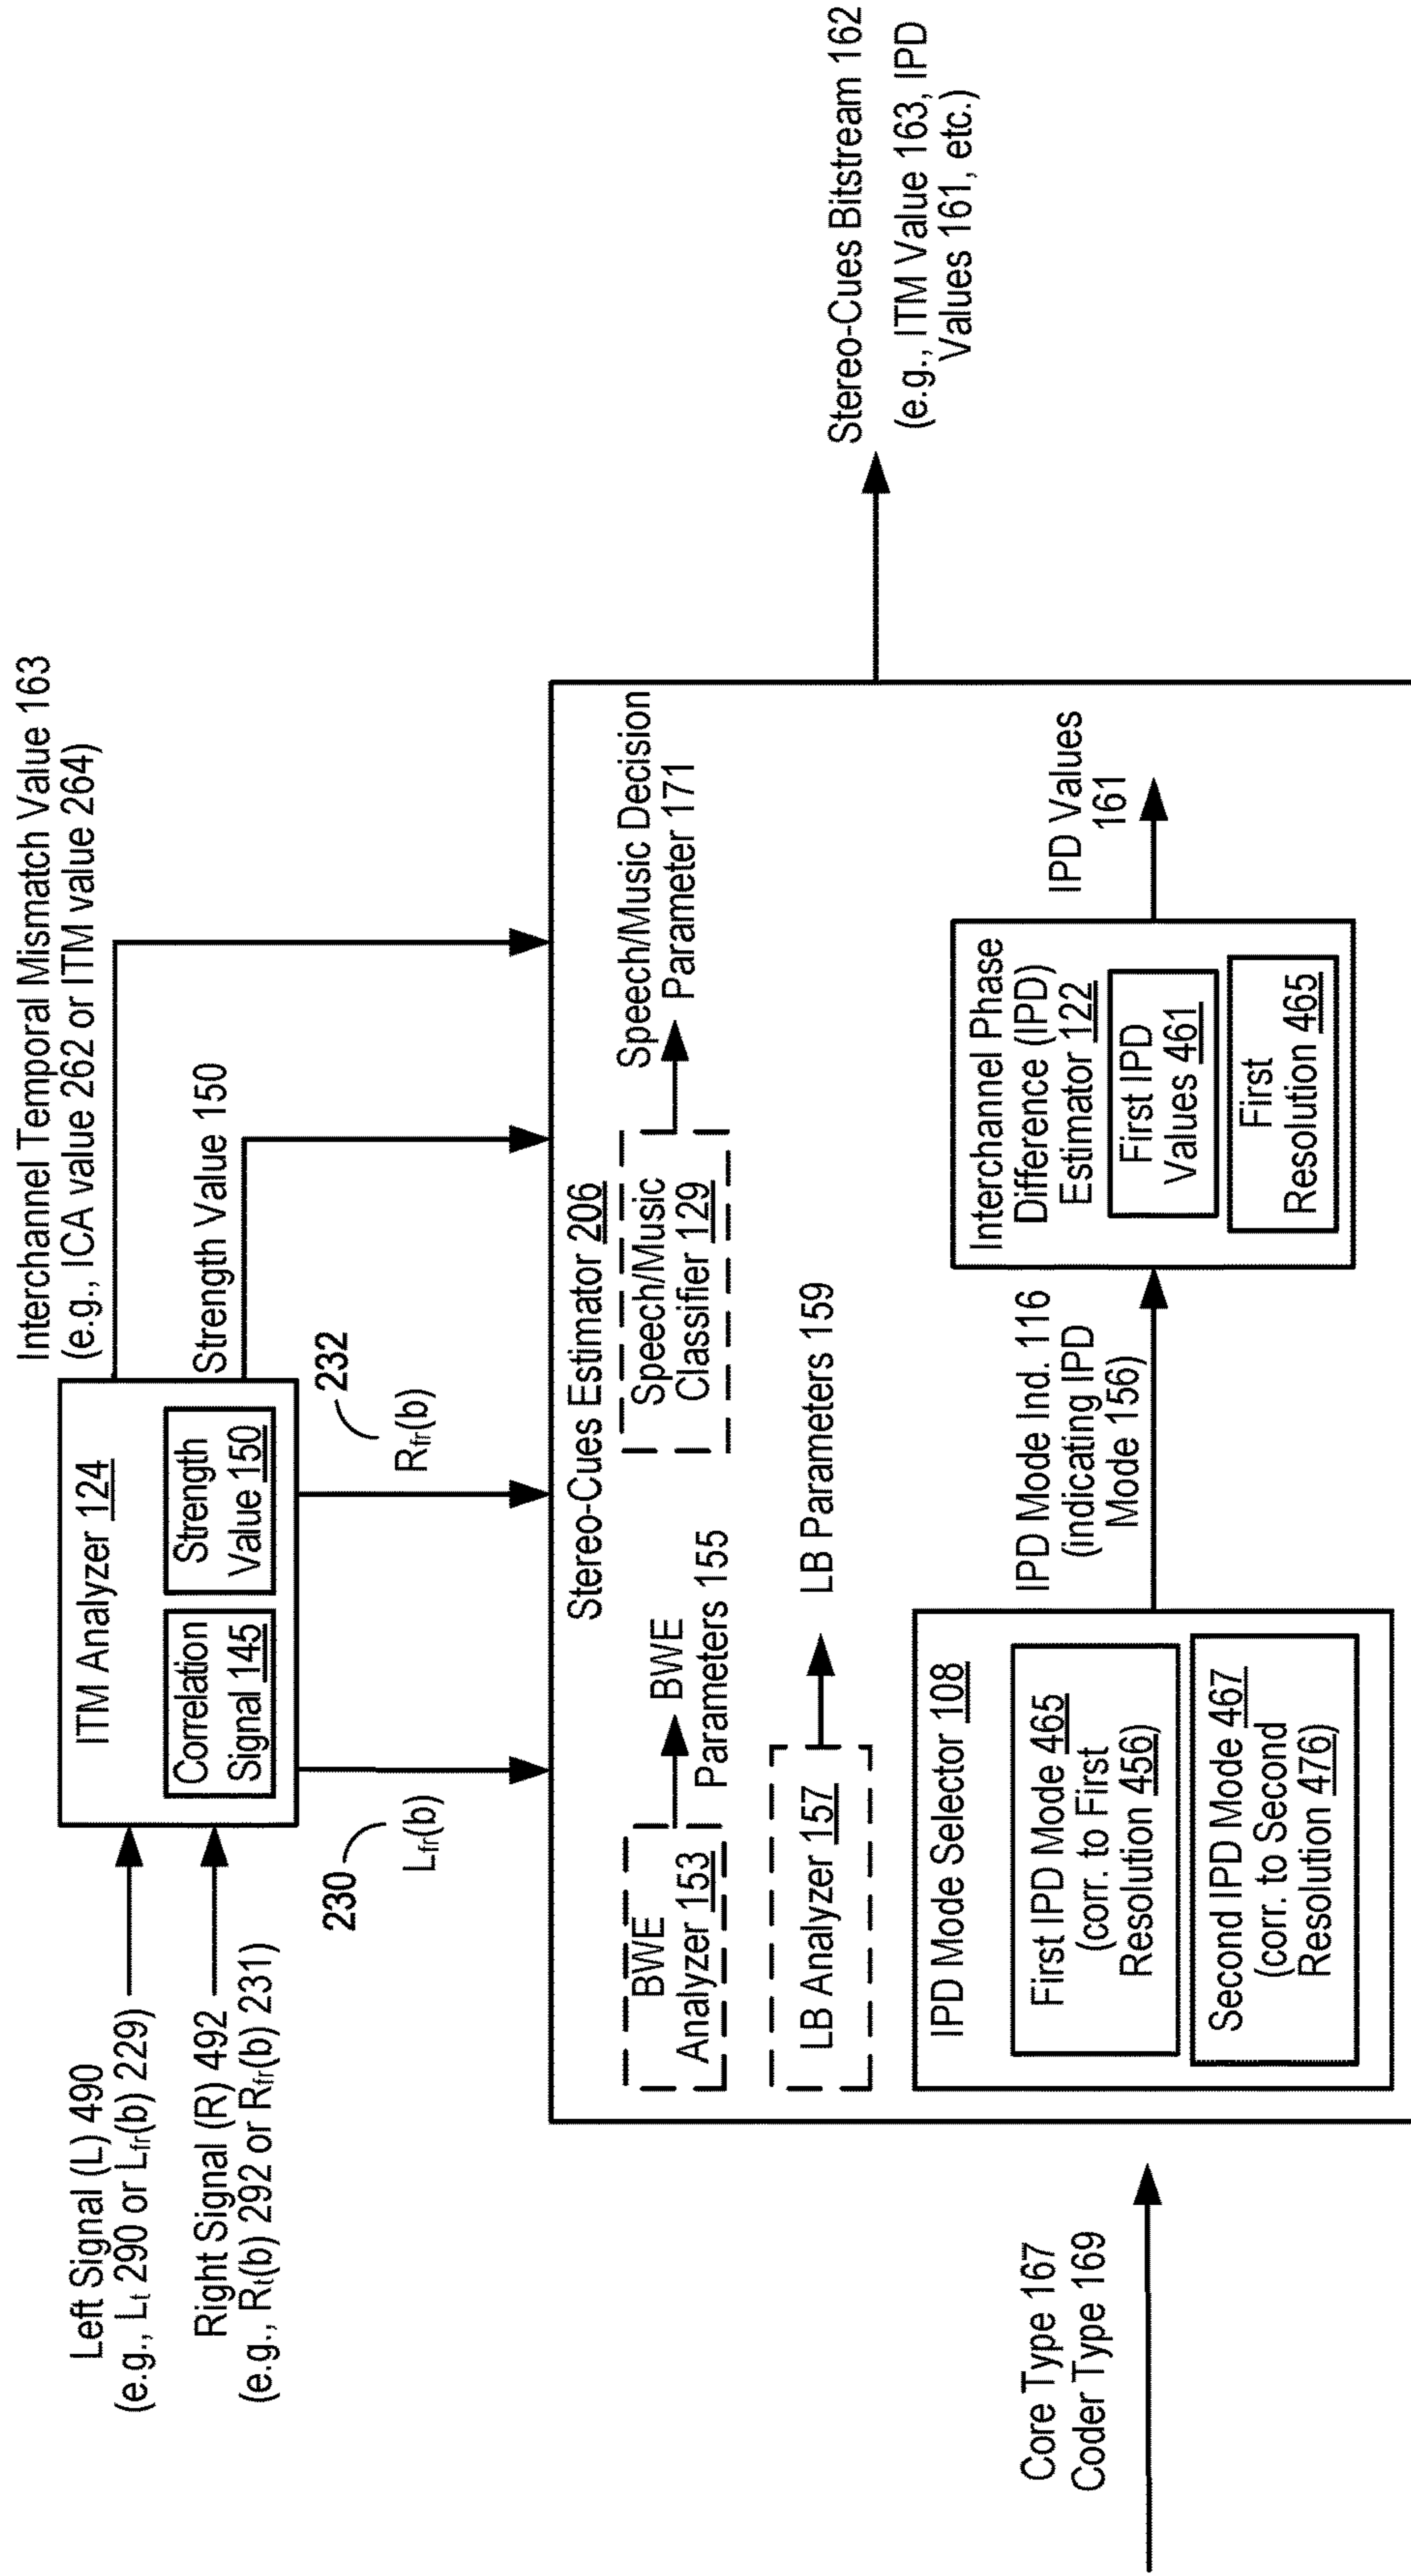 Left Signal (L) 490
(e.g., Lt 290 or Lfr(b) 229)
Right Signal (R) 492
(e.g., Rt(b) 292 or Rfr(b) 231)
ITM Analyzer 124
Correlation
Signal 145
Strength
Value 150
Interchannel Temporal Mismatch Value 163
(e.g., ICA value 262 or ITM value 264)
Strength Value 150
230
Lfr(b)
232
Rfr(b)
Stereo-Cues Estimator 206
BWE
Analyzer 153
BWE
Parameters 155
Speech/Music
Classifier 129
Speech/Music Decision
Parameter 171
LB Analyzer 157
LB Parameters 159
IPD Mode Selector 108
First IPD Mode 465
(corr. to First
Resolution 456)
Second IPD Mode 467
(corr. to Second
Resolution 476)
IPD Mode Ind. 116
(indicating IPD
Mode 156)
Interchannel Phase
Difference (IPD)
Estimator 122
First IPD
Values 461
First
Resolution 465
IPD Values
161
Core Type 167
Coder Type 169
Stereo-Cues Bitstream 162
(e.g., ITM Value 163, IPD
Values 161, etc.)